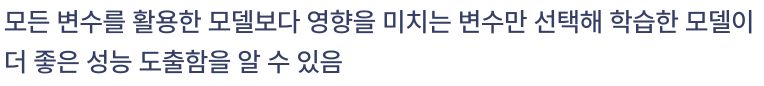 모든 변수를 활용한 모델보다 영향을 미치는 변수만 선택해 학습한 모델이
더 좋은 성능 도출함을 알 수 있음